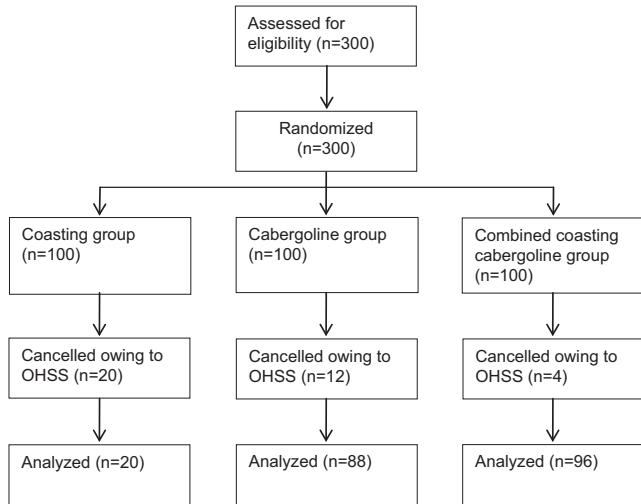 Assessed for
eligibility (n=300)
Randomized
(n=300)
Coasting group
(n=100)
Cabergoline group
(n=100)
Combined coasting
cabergoline group
(n=100)
Cancelled owing to
OHSS (n=20)
Cancelled owing to
OHSS (n=12)
Cancelled owing to
OHSS (n=4)
Analyzed (n=20)
Analyzed (n=88)
Analyzed (n=96)